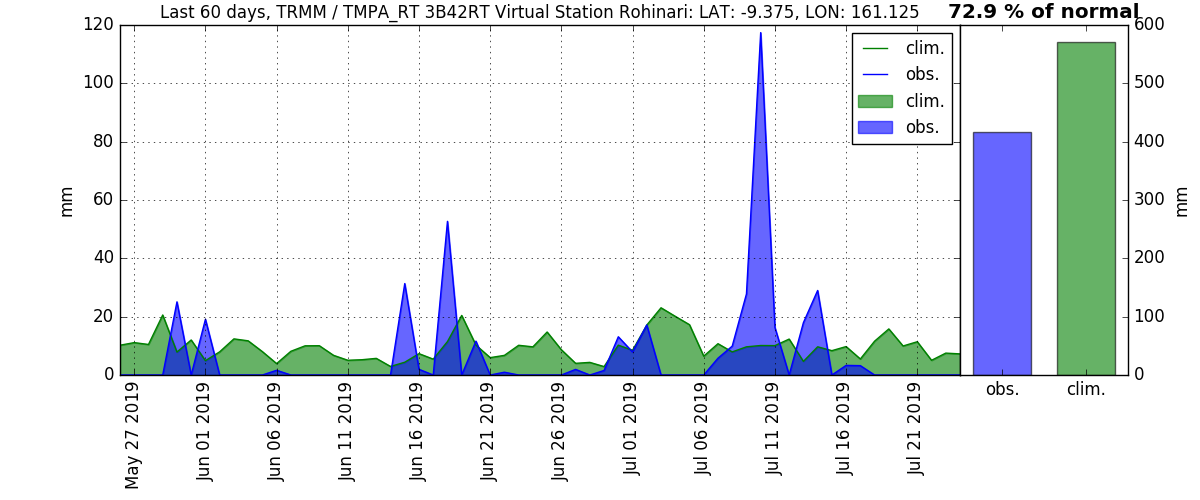 Last 60 days, TRMM / TMPA_RT 3B42RT Virtual Station Rohinari: LAT: -9.375, LON: 161.125
72.9 % of normal
120
100
80
60
40
20
0
mm
clim.
obs.
clim.
obs.
May 27 2019
Jun 01 2019
Jun 06 2019
Jun 11 2019
Jun 16 2019
Jun 21 2019
Jun 26 2019
Jul 01 2019
Jul 06 2019
Jul 11 2019
Jul 16 2019
Jul 21 2019
600
500
400
300
200
100
0
mm
obs.
clim.